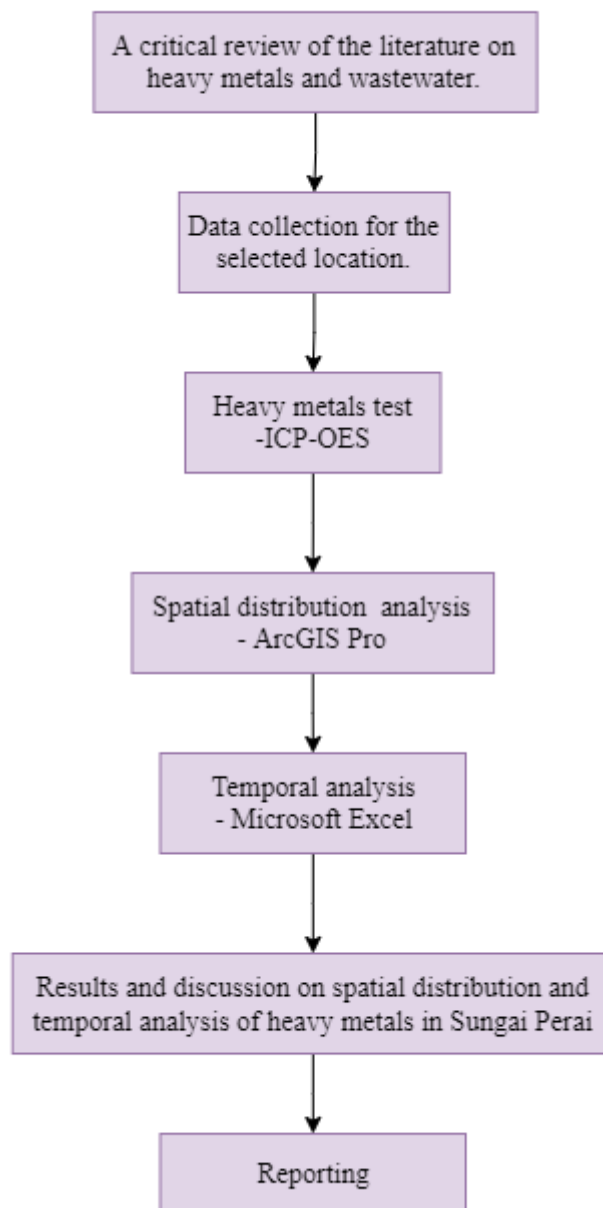 A critical review of the literature on
heavy metals and wastewater.
Data collection for the
selected location.
Heavy metals test
-ICP-OES
Spatial distribution analysis
- ArcGIS Pro
Temporal analysis
- Microsoft Excel
Results and discussion on spatial distribution and
temporal analysis of heavy metals in Sungai Perai
Reporting